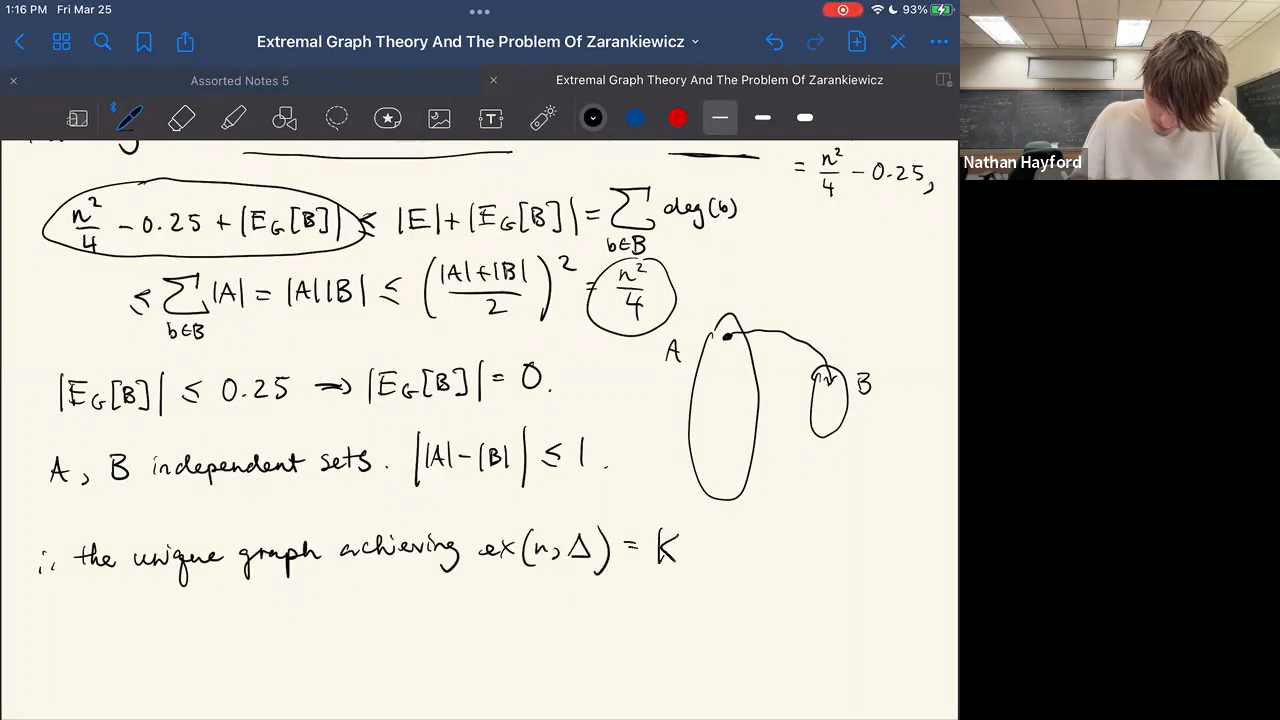 1:16 PM Fri Mar 25
93%
Extremal Graph Theory And The Problem Of Zarankiewicz
Assorted Notes 5
Extremal Graph Theory And The Problem Of Zarankiewicz
Nathan Hayford
= n²/4 − 0.25,
n²/4 − 0.25 + |E_G[B]| ≤ |E| + |E_G[B]| = Σ_{b∈B} deg(b)
≤ Σ_{b∈B} |A| = |A||B| ≤ ((|A|+|B|)/2)² = n²/4
A
B
|E_G[B]| ≤ 0.25 → |E_G[B]| = 0.
A, B independent sets. ||A| − |B|| ≤ 1.
∴ the unique graph achieving ex(n, Δ) = K